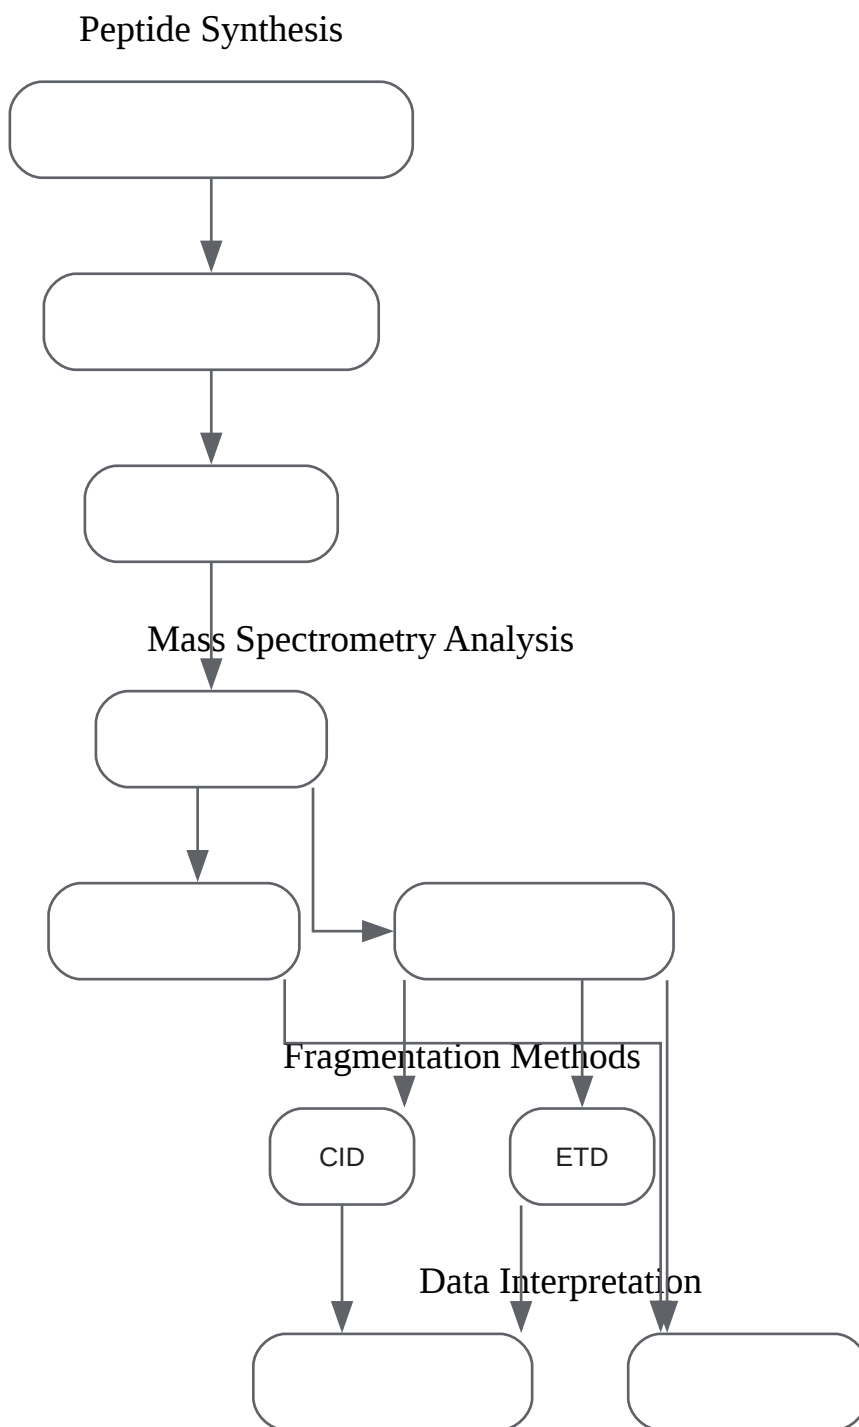 Peptide Synthesis
Mass Spectrometry Analysis
Fragmentation Methods
CID
ETD
Data Interpretation